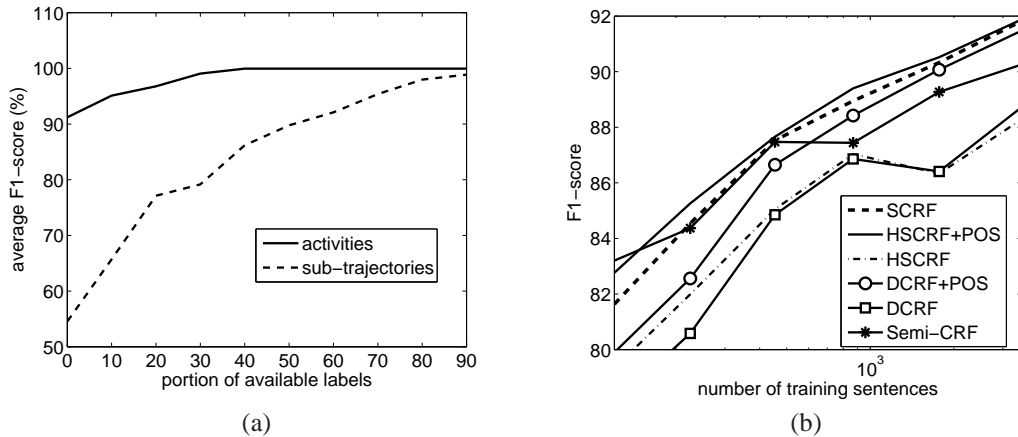 110
100
90
80
70
60
50
0 10 20 30 40 50 60 70 80 90
average F1−score (%)
portion of available labels
activities
sub−trajectories
(a)
92
90
88
86
84
82
80
10³
F1−score
number of training sentences
SCRF
HSCRF+POS
HSCRF
DCRF+POS
DCRF
Semi−CRF
(b)